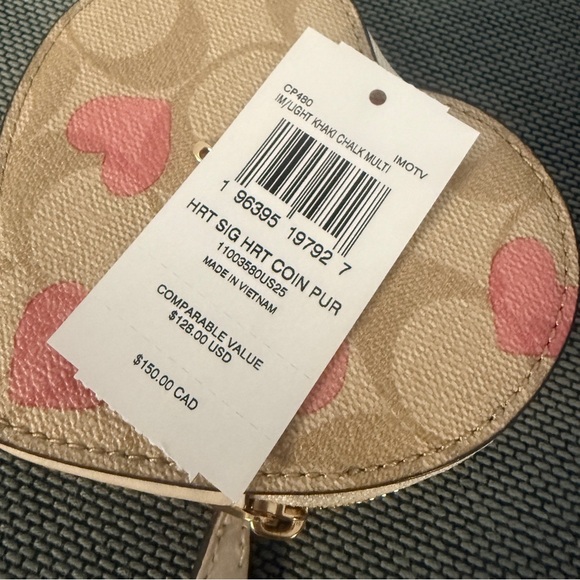 CP480
IM/LIGHT KHAKI CHALK MULTI
IMOTV
1 96395 19792 7
HRT SIG HRT COIN PUR
11003580US25
MADE IN VIETNAM
COMPARABLE VALUE
$128.00 USD
$150.00 CAD